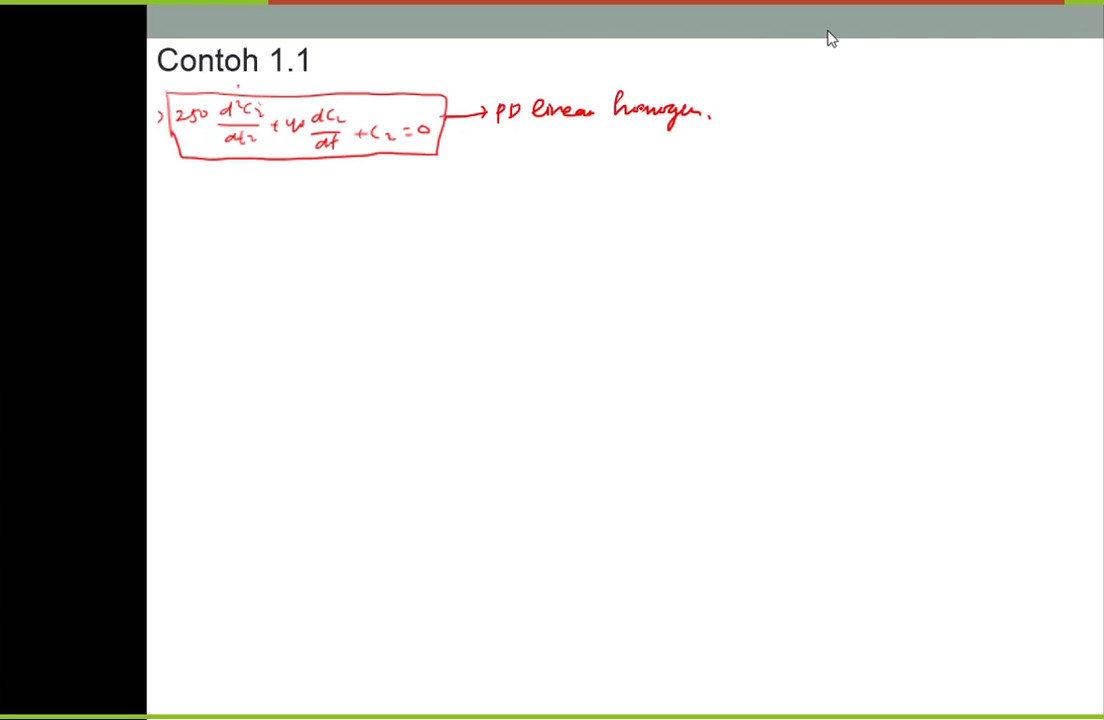 Contoh 1.1
250 d²C₂/dt² + 40 dC₂/dt + C₂ = 0 → PD linear homogen.